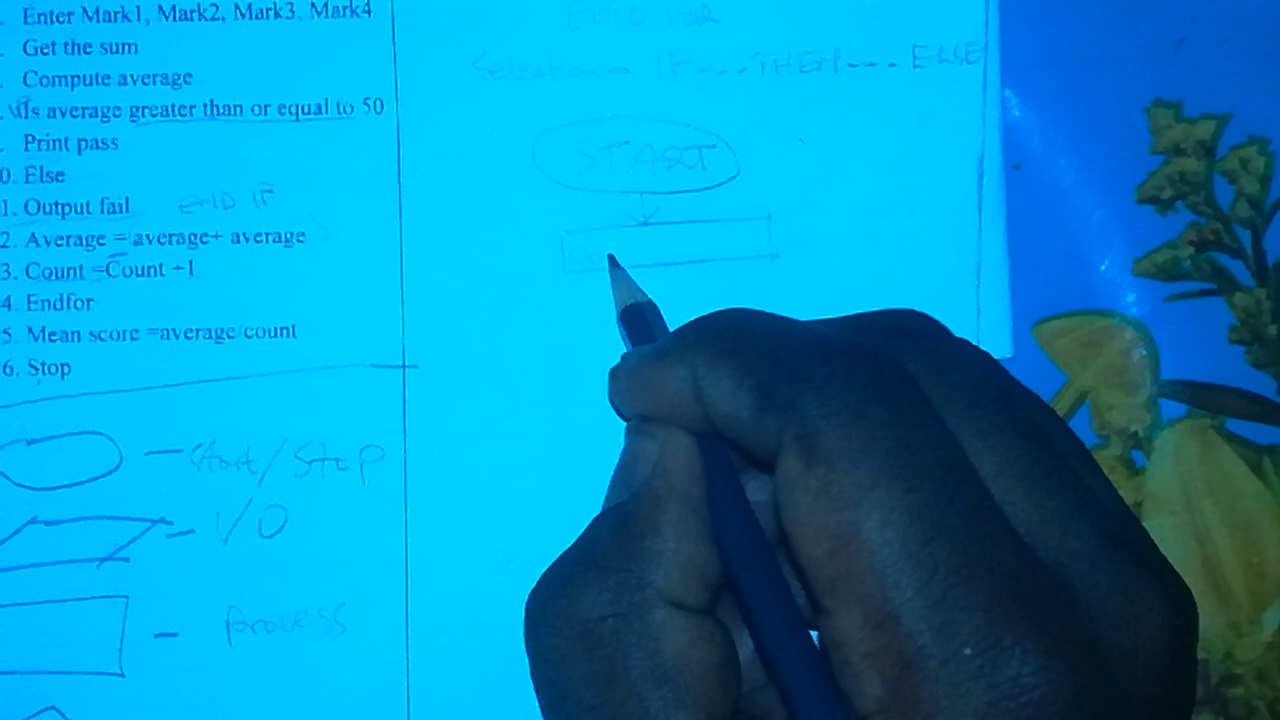 Enter Mark1, Mark2, Mark3, Mark4
Get the sum
Compute average
Is average greater than or equal to 50
Print pass
0. Else
1. Output fail END IF
2. Average = average+ average
3. Count =Count +1
4. Endfor
5. Mean score =average/count
6. Stop
- Start/Stop
- I/O
- Process
Selection - IF --- THEN --- ELSE
START